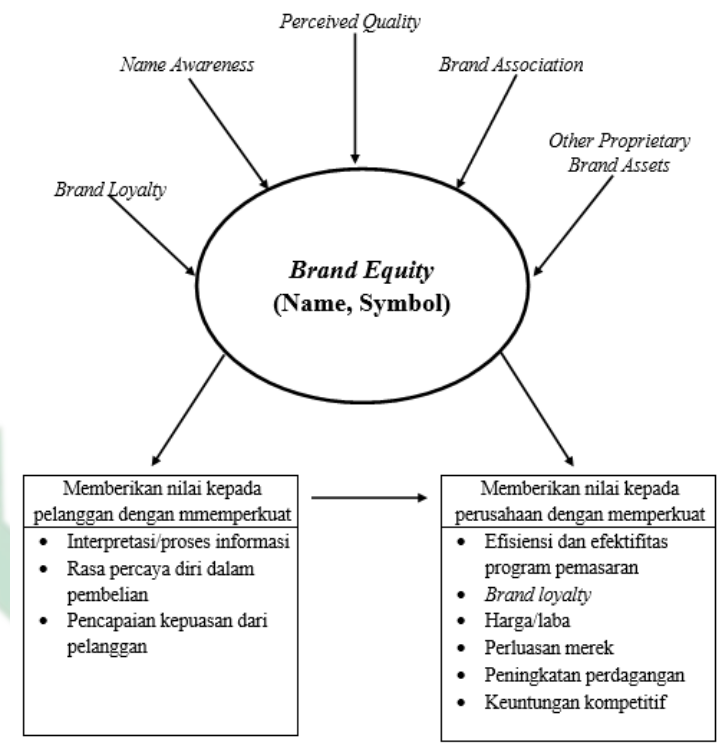 Perceived Quality
Name Awareness
Brand Association
Other Proprietary
Brand Assets
Brand Loyalty
Brand Equity
(Name, Symbol)
Memberikan nilai kepada
pelanggan dengan mmemperkuat
• Interpretasi/proses informasi
• Rasa percaya diri dalam
pembelian
• Pencapaian kepuasan dari
pelanggan
Memberikan nilai kepada
perusahaan dengan memperkuat
• Efisiensi dan efektifitas
program pemasaran
• Brand loyalty
• Harga/laba
• Perluasan merek
• Peningkatan perdagangan
• Keuntungan kompetitif